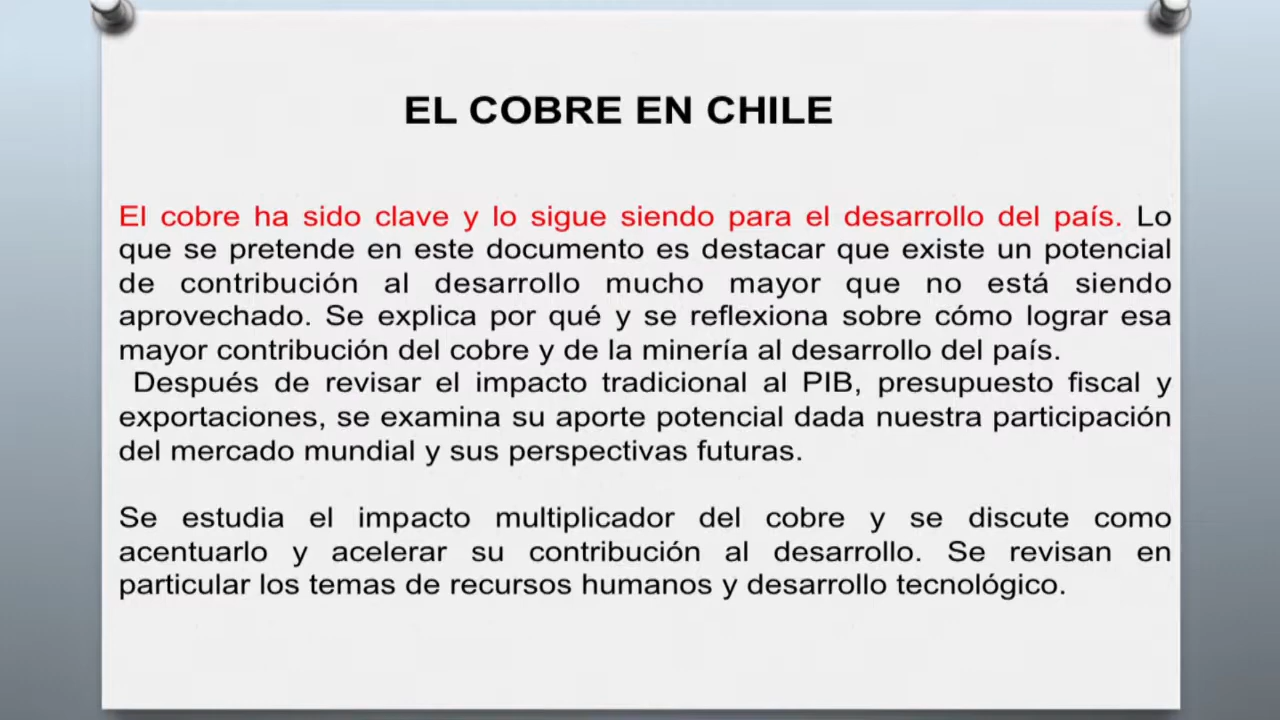 EL COBRE EN CHILE
El cobre ha sido clave y lo sigue siendo para el desarrollo del país. Lo
que se pretende en este documento es destacar que existe un potencial
de contribución al desarrollo mucho mayor que no está siendo
aprovechado. Se explica por qué y se reflexiona sobre cómo lograr esa
mayor contribución del cobre y de la minería al desarrollo del país.
Después de revisar el impacto tradicional al PIB, presupuesto fiscal y
exportaciones, se examina su aporte potencial dada nuestra participación
del mercado mundial y sus perspectivas futuras.
Se estudia el impacto multiplicador del cobre y se discute como
acentuarlo y acelerar su contribución al desarrollo. Se revisan en
particular los temas de recursos humanos y desarrollo tecnológico.